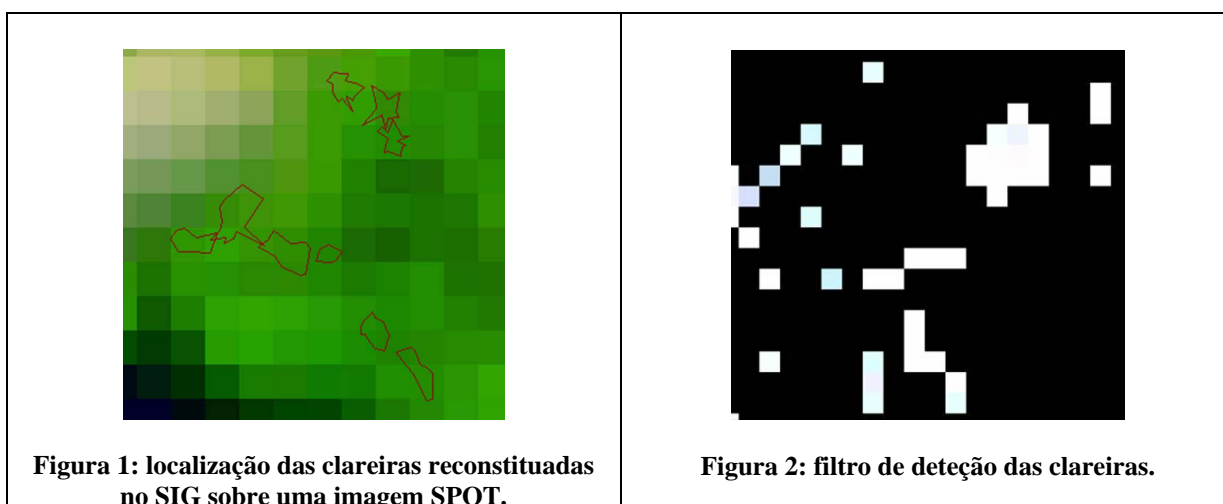 Figura 1: localização das clareiras reconstituadas
no SIG sobre uma imagem SPOT.
Figura 2: filtro de deteção das clareiras.